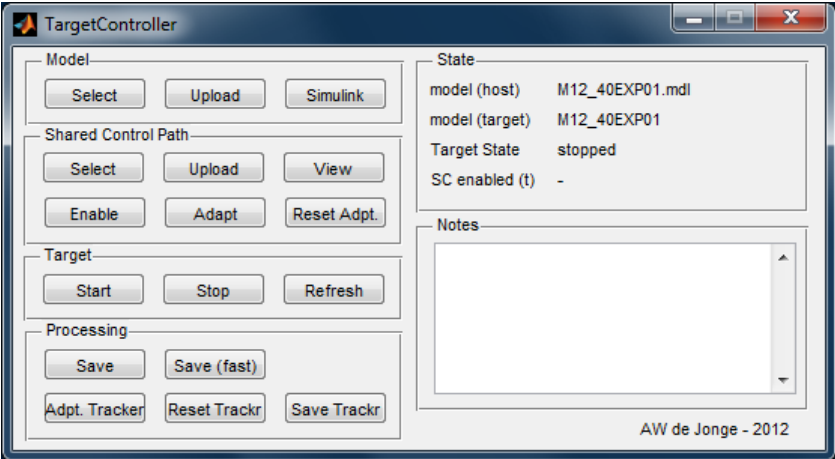 TargetController
Model
Select Upload Simulink
Shared Control Path
Select Upload View
Enable Adapt Reset Adpt.
Target
Start Stop Refresh
Processing
Save Save (fast)
Adpt. Tracker Reset Trackr Save Trackr
State
model (host) M12_40EXP01.mdl
model (target) M12_40EXP01
Target State stopped
SC enabled (t) -
Notes
AW de Jonge - 2012